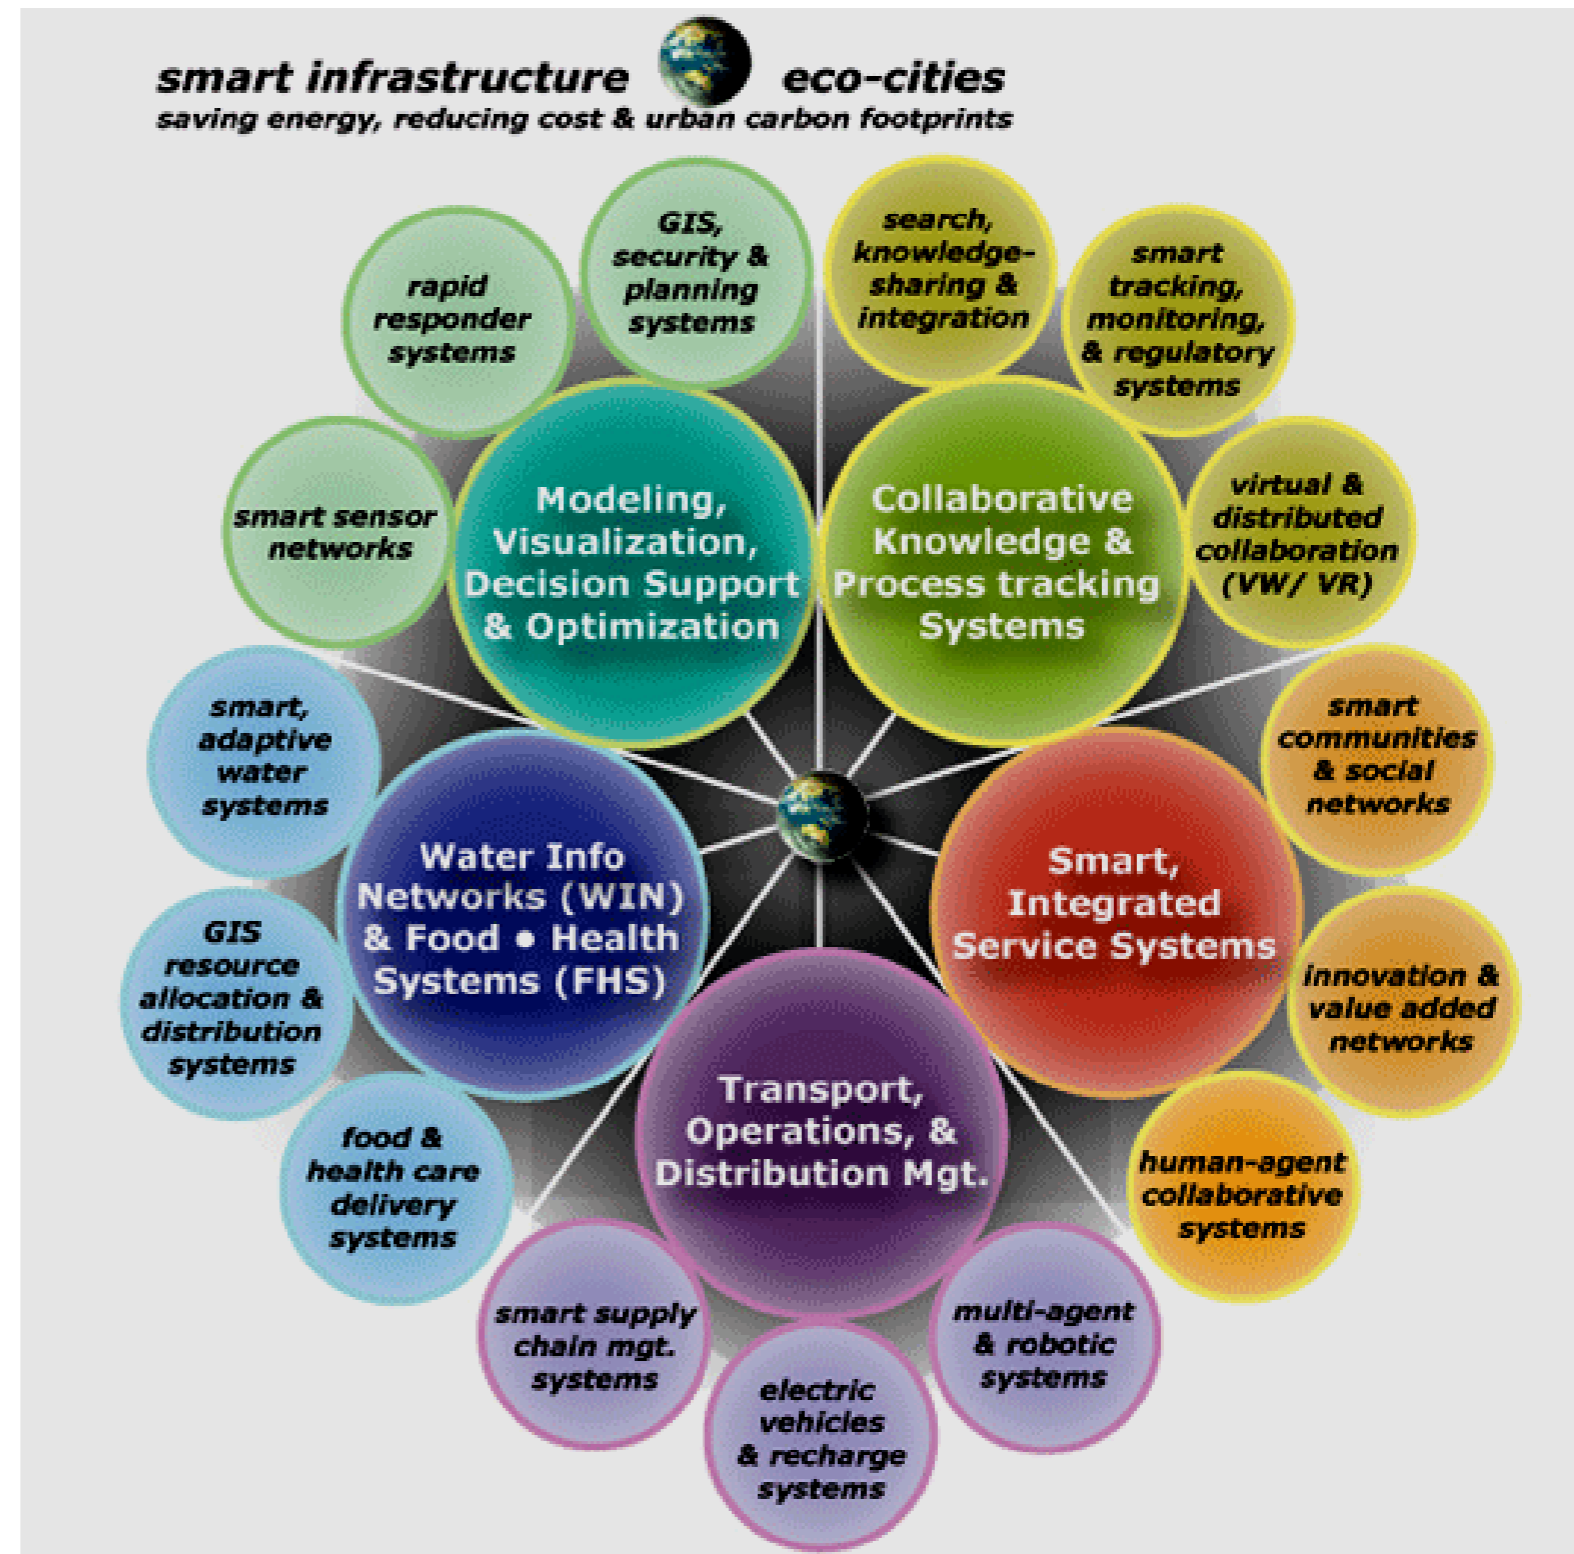 smart infrastructure eco-cities
saving energy, reducing cost & urban carbon footprints
GIS,
security &
planning
systems
search,
knowledge-
sharing &
integration
rapid
responder
systems
smart
tracking,
monitoring,
& regulatory
systems
smart sensor
networks
Modeling,
Visualization,
Decision Support
& Optimization
Collaborative
Knowledge &
Process tracking
Systems
virtual &
distributed
collaboration
(VW/ VR)
smart,
adaptive
water
systems
smart
communities
& social
networks
Water Info
Networks (WIN)
& Food • Health
Systems (FHS)
Smart,
Integrated
Service Systems
GIS
resource
allocation &
distribution
systems
innovation &
value added
networks
Transport,
Operations, &
Distribution Mgt.
food &
health care
delivery
systems
human-agent
collaborative
systems
smart supply
chain mgt.
systems
electric
vehicles
& recharge
systems
multi-agent
& robotic
systems